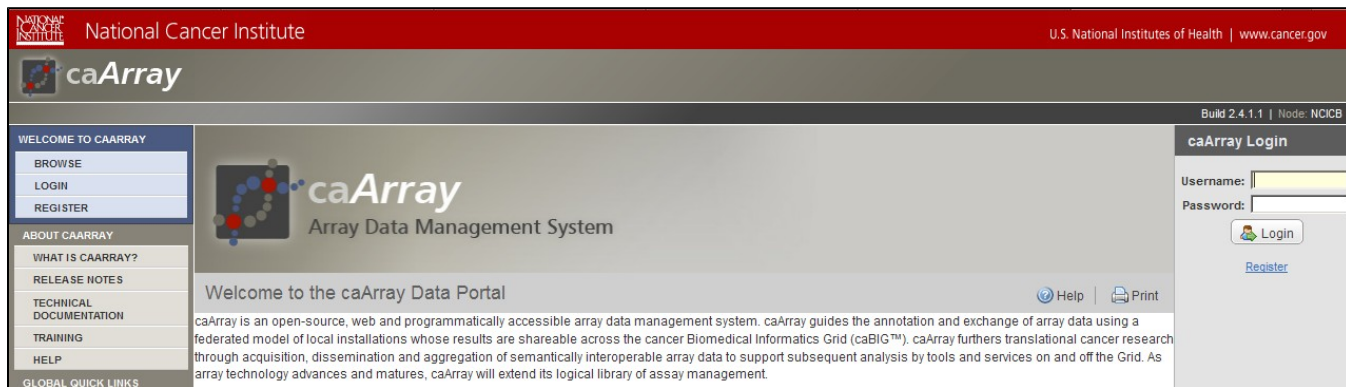 NATIONAL CANCER INSTITUTE
National Cancer Institute
U.S. National Institutes of Health | www.cancer.gov
caArray
Build 2.4.1.1 | Node: NCICB
WELCOME TO CAARRAY
BROWSE
LOGIN
REGISTER
ABOUT CAARRAY
WHAT IS CAARRAY?
RELEASE NOTES
TECHNICAL
DOCUMENTATION
TRAINING
HELP
GLOBAL QUICK LINKS
caArray
Array Data Management System
Welcome to the caArray Data Portal
Help | Print
caArray is an open-source, web and programmatically accessible array data management system. caArray guides the annotation and exchange of array data using a
federated model of local installations whose results are shareable across the cancer Biomedical Informatics Grid (caBIG™). caArray furthers translational cancer research
through acquisition, dissemination and aggregation of semantically interoperable array data to support subsequent analysis by tools and services on and off the Grid. As
array technology advances and matures, caArray will extend its logical library of assay management.
caArray Login
Username:
Password:
Login
Register